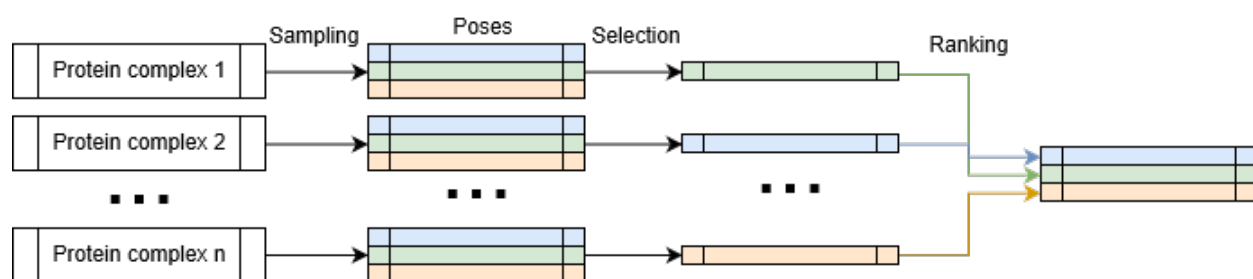 Sampling
Poses
Selection
Ranking
Protein complex 1
Protein complex 2
Protein complex n